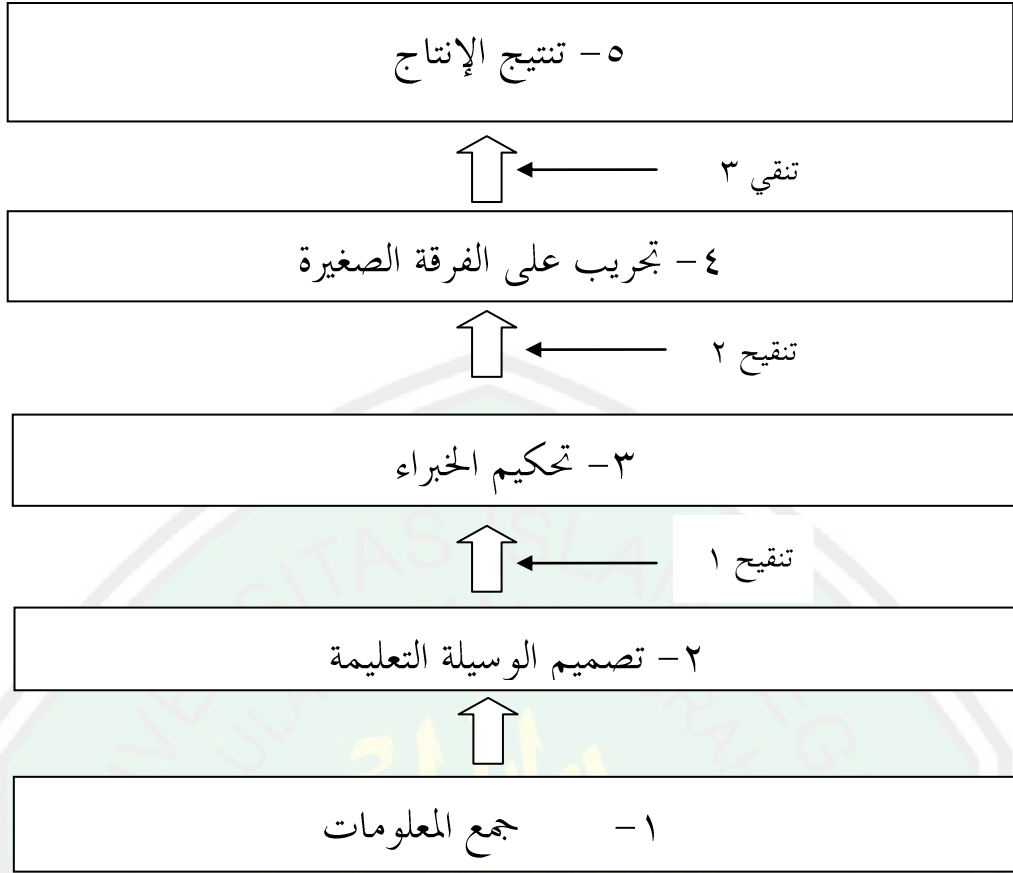 ٥- تنتيج الإنتاج
تنقي ٣
٤- تجريب على الفرقة الصغيرة
تنقيح ٢
٣- تحكيم الخبراء
تنقيح ١
٢- تصميم الوسيلة التعليمة
١- جمع المعلومات